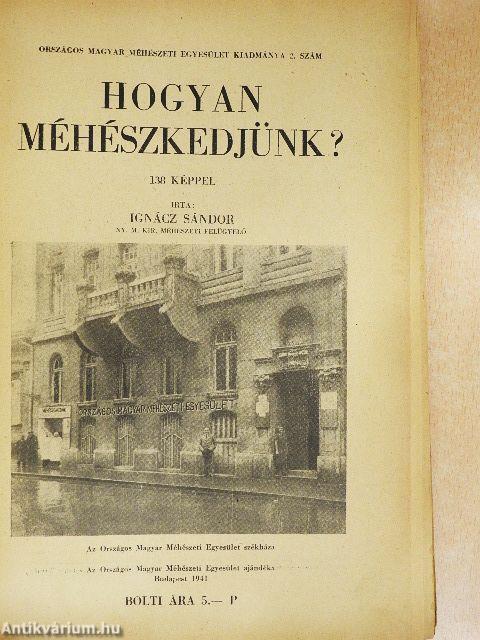 ORSZÁGOS MAGYAR MÉHÉSZETI EGYESÜLET KIADMÁNYA 2. SZÁM
HOGYAN
MÉHÉSZKEDJÜNK?
138 KÉPPEL
IRTA:
IGNÁCZ SÁNDOR
NY. M. KIR. MÉHÉSZETI FELÜGYELŐ
ORSZÁGOS MAGYAR MÉHÉSZETI EGYESÜLET
Az Országos Magyar Méhészeti Egyesület székháza
Az Országos Magyar Méhészeti Egyesület ajándéka
Budapest 1941
BOLTI ÁRA 5.— P
Antikvárium.hu